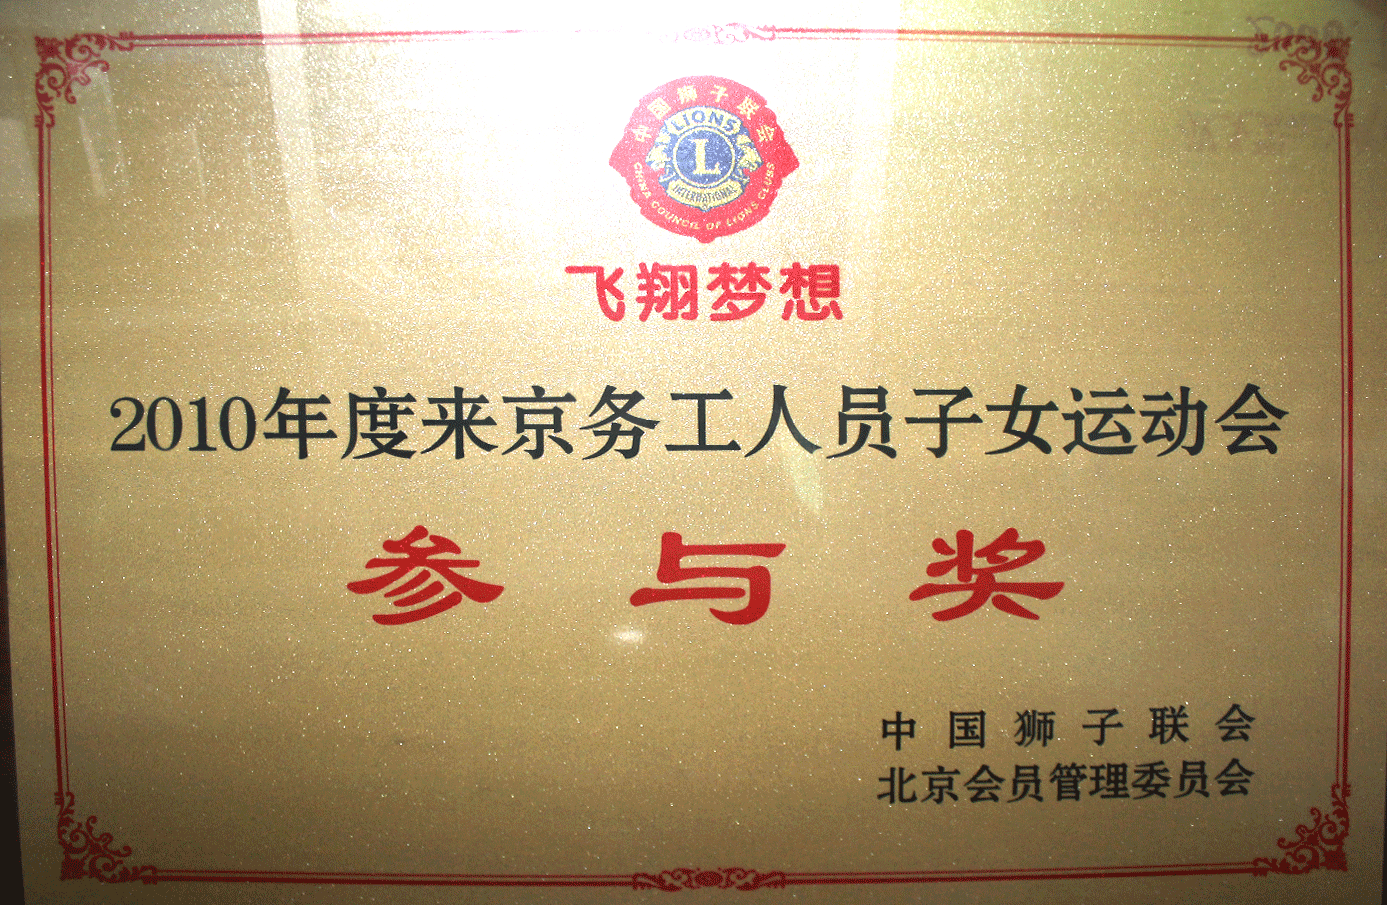 中国狮子联会
LIONS
L
INTERNATIONAL
CHINA COUNCIL OF LIONS CLUBS
飞翔梦想
2010年度来京务工人员子女运动会
参与奖
中国狮子联会
北京会员管理委员会